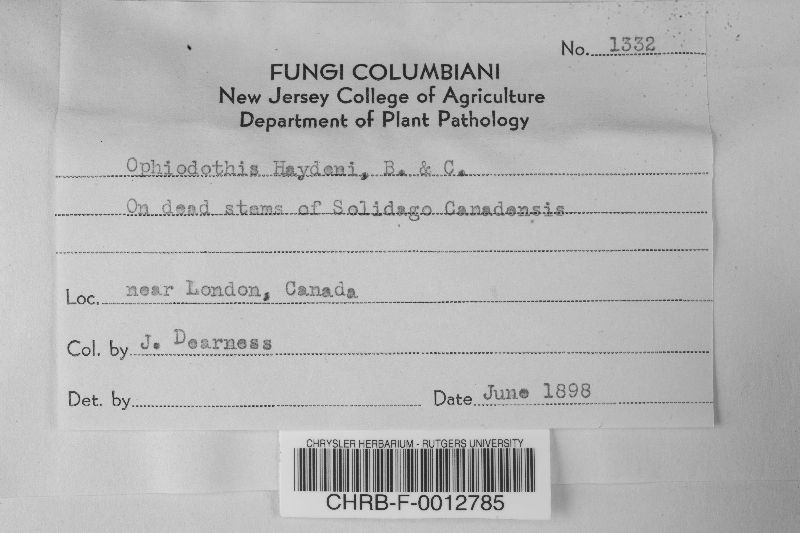 No. 1332
FUNGI COLUMBIANI
New Jersey College of Agriculture
Department of Plant Pathology
Ophiodothis Haydeni, B. & C.
On dead stems of Solidago Canadensis
Loc. near London, Canada
Col. by J. Dearness
Det. by
Date June 1898
CHRYSLER HERBARIUM - RUTGERS UNIVERSITY
CHRB-F-0012785